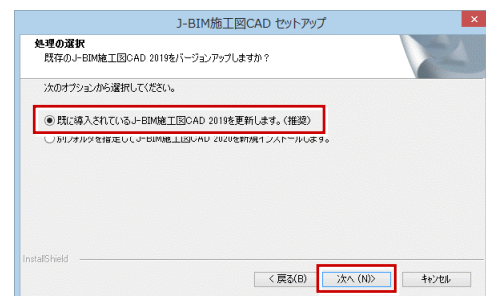 J-BIM施工図CAD セットアップ
処理の選択
既存のJ-BIM施工図CAD 2019をバージョンアップしますか？
次のオプションから選択してください。
既に導入されているJ-BIM施工図CAD 2019を更新します。（推奨）
別フォルダを指定してJ-BIM施工図CAD 2020を新規インストールします。
InstallShield
< 戻る(B)
次へ (N)>
キャンセル